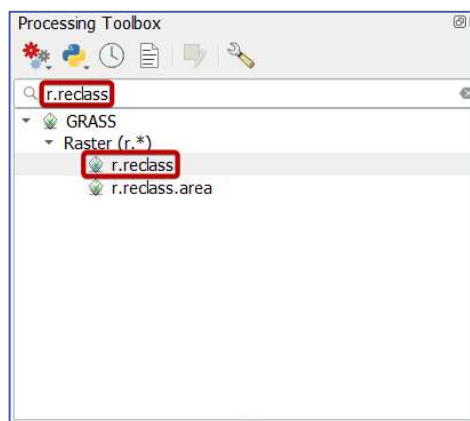 Processing Toolbox
r.reclass
GRASS
Raster (r.*)
r.reclass
r.reclass.area